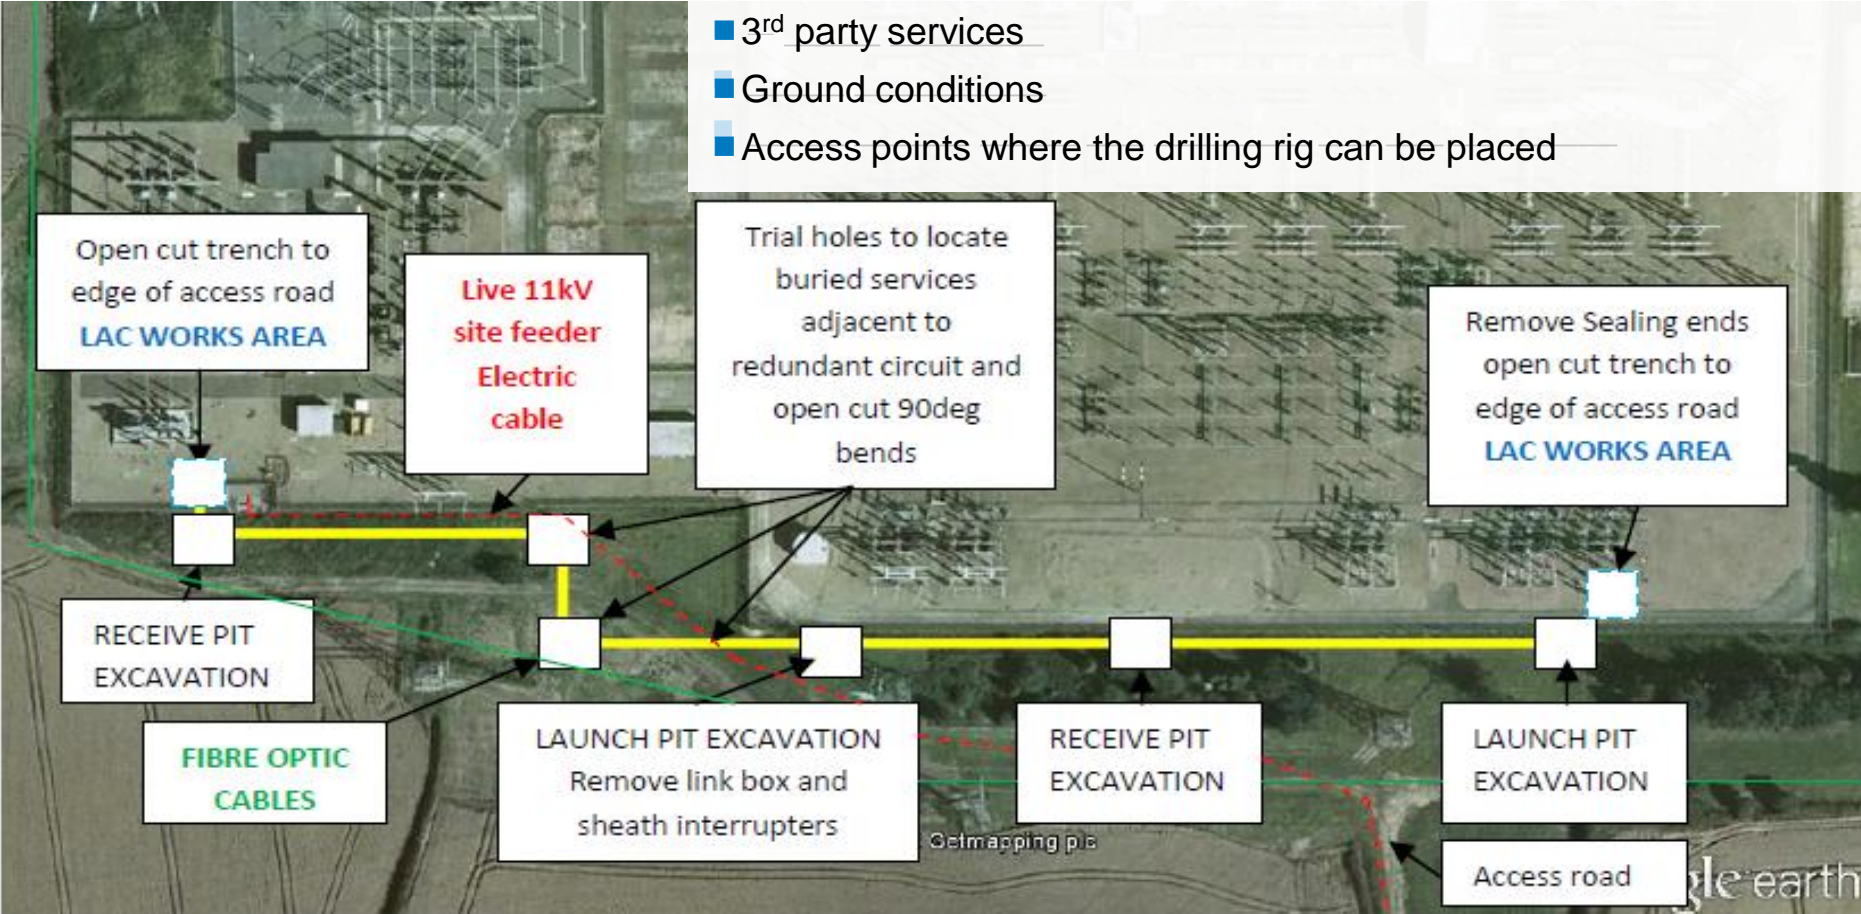 3rd party services
Ground conditions
Access points where the drilling rig can be placed
Open cut trench to
edge of access road
LAC WORKS AREA
Live 11kV
site feeder
Electric
cable
Trial holes to locate
buried services
adjacent to
redundant circuit and
open cut 90deg
bends
Remove Sealing ends
open cut trench to
edge of access road
LAC WORKS AREA
RECEIVE PIT
EXCAVATION
FIBRE OPTIC
CABLES
LAUNCH PIT EXCAVATION
Remove link box and
sheath interrupters
RECEIVE PIT
EXCAVATION
LAUNCH PIT
EXCAVATION
Getmapping plc
Access road
gle earth